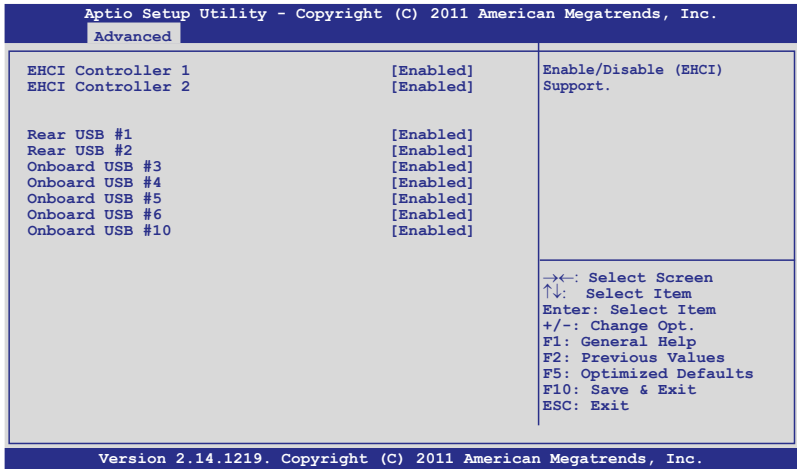 Aptio Setup Utility - Copyright (C) 2011 American Megatrends, Inc.
Advanced
EHCI Controller 1 [Enabled]
EHCI Controller 2 [Enabled]
Rear USB #1 [Enabled]
Rear USB #2 [Enabled]
Onboard USB #3 [Enabled]
Onboard USB #4 [Enabled]
Onboard USB #5 [Enabled]
Onboard USB #6 [Enabled]
Onboard USB #10 [Enabled]
Enable/Disable (EHCI)
Support.
→←: Select Screen
↑↓: Select Item
Enter: Select Item
+/-: Change Opt.
F1: General Help
F2: Previous Values
F5: Optimized Defaults
F10: Save & Exit
ESC: Exit
Version 2.14.1219. Copyright (C) 2011 American Megatrends, Inc.